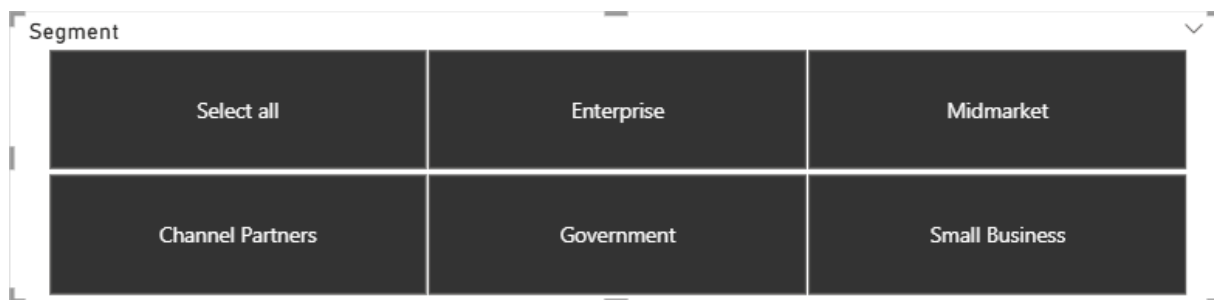 Segment
Select all Enterprise Midmarket
Channel Partners Government Small Business